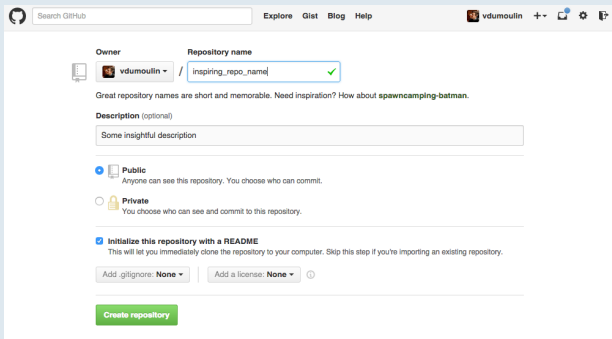 Search GitHub Explore Gist Blog Help vdumoulin
Owner Repository name
vdumoulin / inspiring_repo_name
Great repository names are short and memorable. Need inspiration? How about spawncamping-batman.
Description (optional)
Some insightful description
Public
Anyone can see this repository. You choose who can commit.
Private
You choose who can see and commit to this repository.
Initialize this repository with a README
This will let you immediately clone the repository to your computer. Skip this step if you're importing an existing repository.
Add .gitignore: None Add a license: None
Create repository